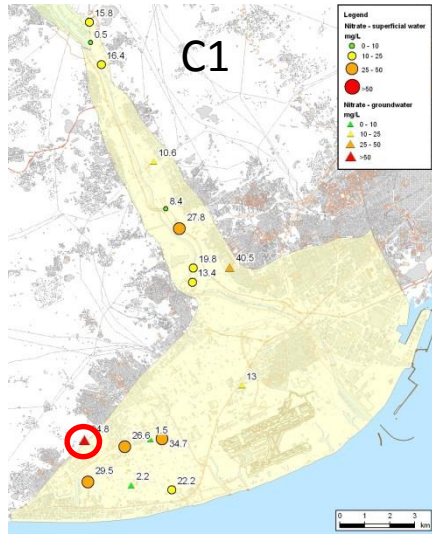 15.8
0.5
C1
16.4
Legend
Nitrate - superficial water
mg/L
0 - 10
10 - 25
25 - 50
>50
Nitrate - groundwater
mg/L
0 - 10
10 - 25
25 - 50
>50
10.6
8.4
27.8
19.8
40.5
13.4
13
4.8
26.6
1.5
34.7
29.5
2.2
22.2
0 1 2 3
km